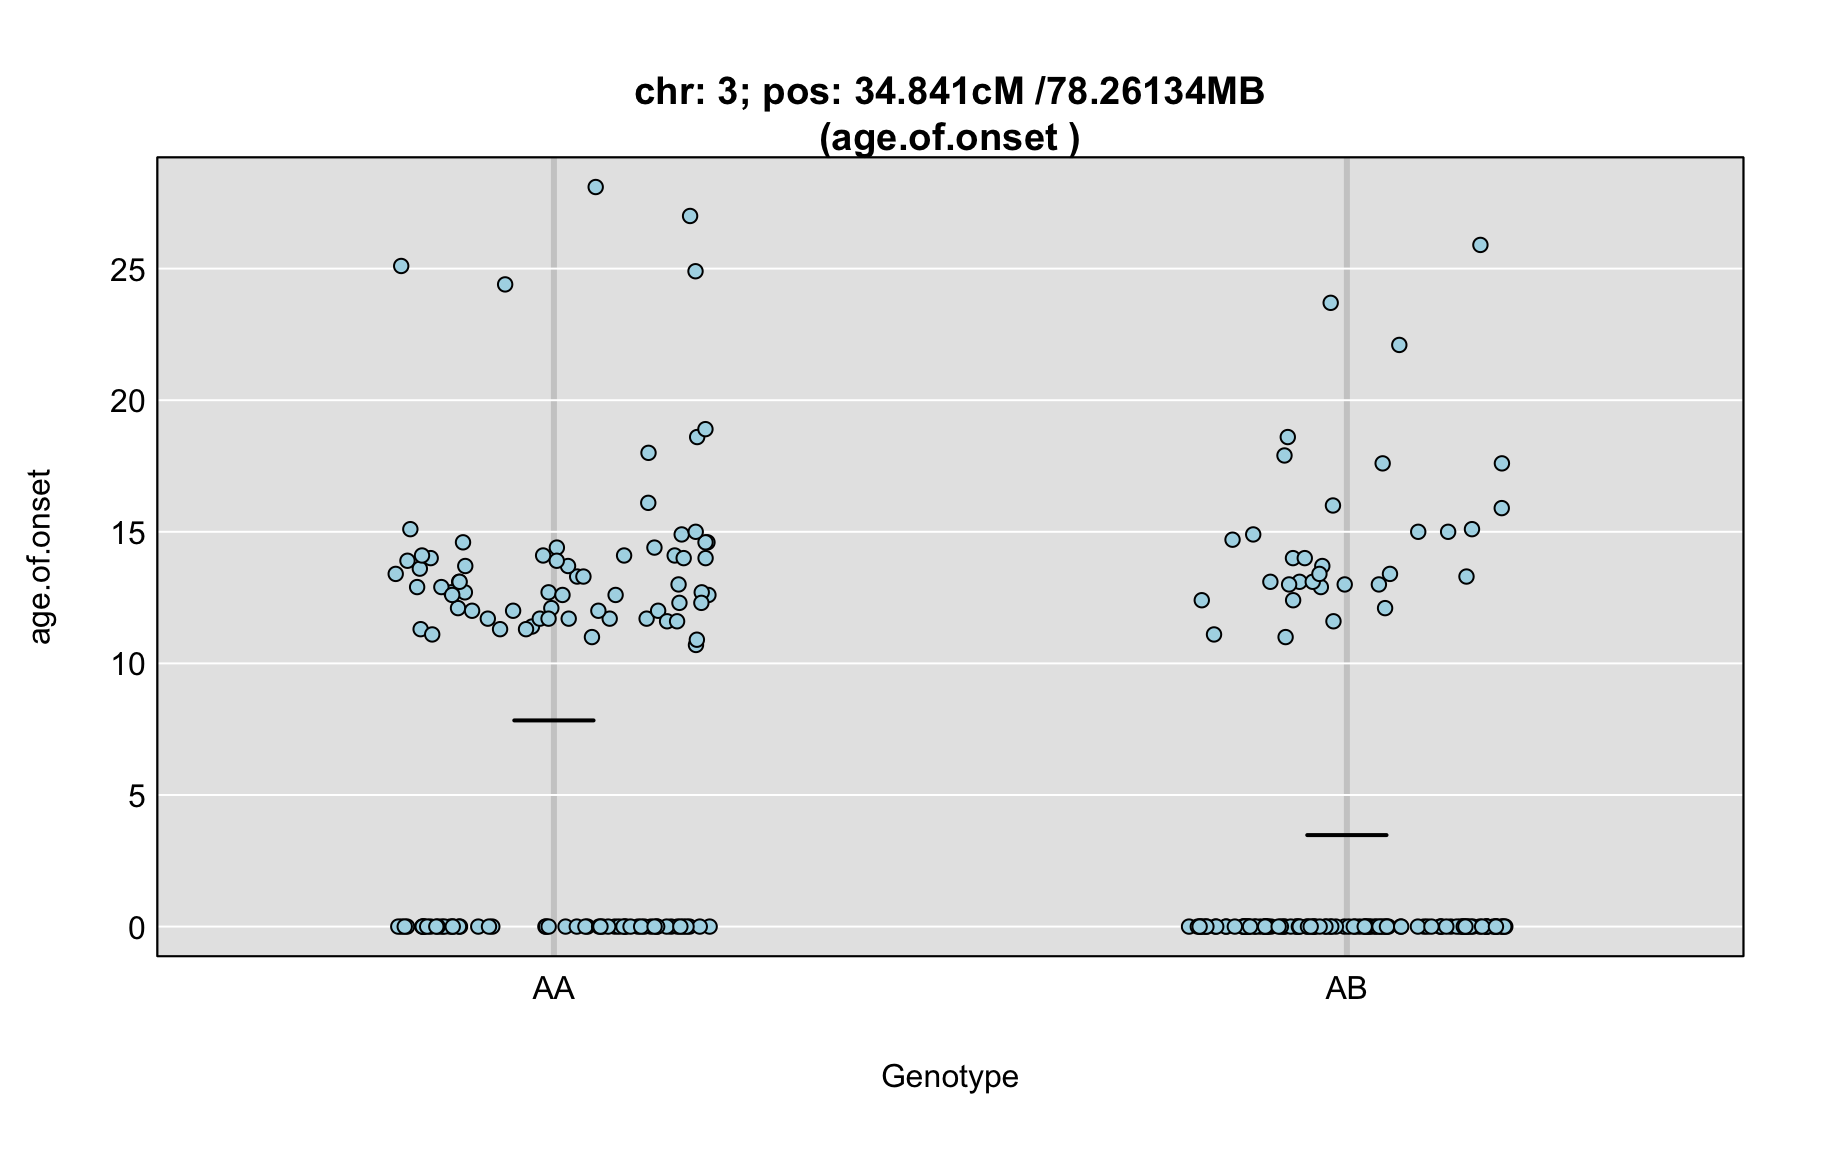 chr: 3; pos: 34.841cM /78.26134MB
(age.of.onset )
age.of.onset
25
20
15
10
5
0
AA
AB
Genotype